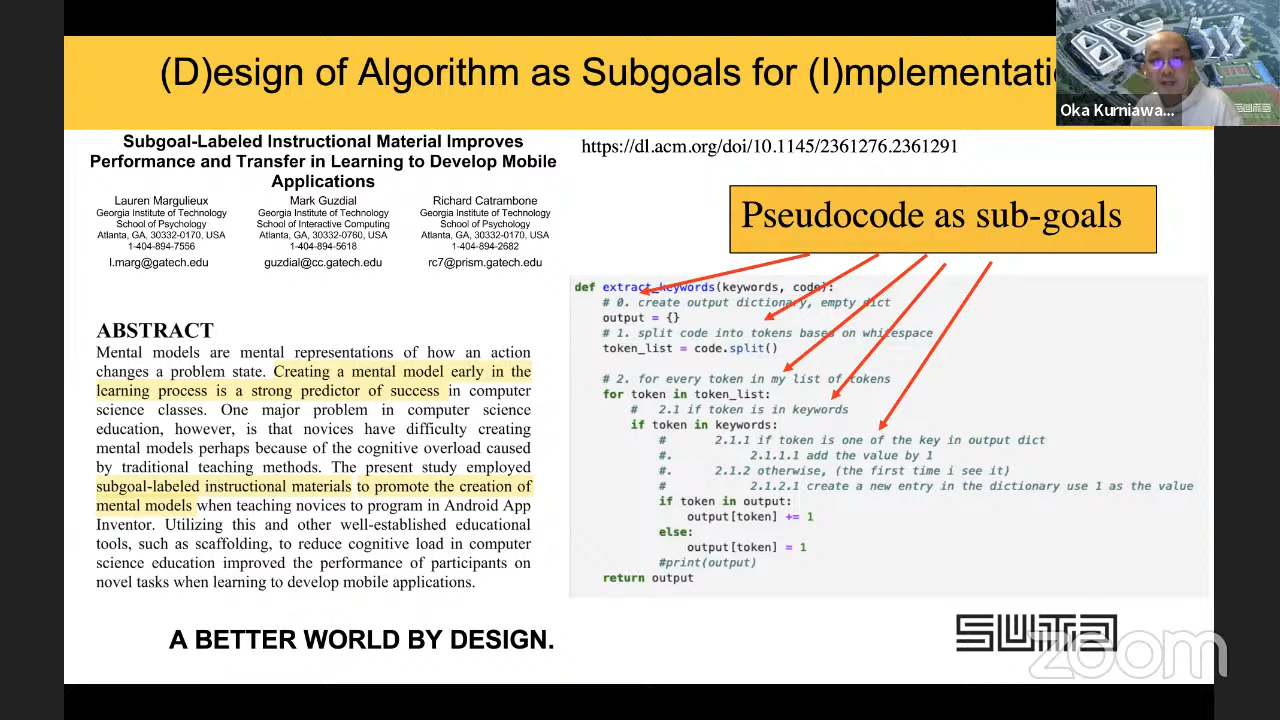 (D)esign of Algorithm as Subgoals for (I)mplementati
Oka Kurniawa...
Subgoal-Labeled Instructional Material Improves
Performance and Transfer in Learning to Develop Mobile
Applications
Lauren Margulieux
Georgia Institute of Technology
School of Psychology
Atlanta, GA, 30332-0170, USA
1-404-894-7556
l.marg@gatech.edu
Mark Guzdial
Georgia Institute of Technology
School of Interactive Computing
Atlanta, GA, 30332-0760, USA
1-404-894-5618
guzdial@cc.gatech.edu
Richard Catrambone
Georgia Institute of Technology
School of Psychology
Atlanta, GA, 30332-0170, USA
1-404-894-2682
rc7@prism.gatech.edu
ABSTRACT
Mental models are mental representations of how an action
changes a problem state. Creating a mental model early in the
learning process is a strong predictor of success in computer
science classes. One major problem in computer science
education, however, is that novices have difficulty creating
mental models perhaps because of the cognitive overload caused
by traditional teaching methods. The present study employed
subgoal-labeled instructional materials to promote the creation of
mental models when teaching novices to program in Android App
Inventor. Utilizing this and other well-established educational
tools, such as scaffolding, to reduce cognitive load in computer
science education improved the performance of participants on
novel tasks when learning to develop mobile applications.
https://dl.acm.org/doi/10.1145/2361276.2361291
Pseudocode as sub-goals
def extract_keywords(keywords, code):
# 0. create output dictionary, empty dict
output = {}
# 1. split code into tokens based on whitespace
token_list = code.split()
# 2. for every token in my list of tokens
for token in token_list:
# 2.1 if token is in keywords
if token in keywords:
# 2.1.1 if token is one of the key in output dict
#. 2.1.1.1 add the value by 1
#. 2.1.2 otherwise, (the first time i see it)
# 2.1.2.1 create a new entry in the dictionary use 1 as the value
if token in output:
output[token] += 1
else:
output[token] = 1
#print(output)
return output
A BETTER WORLD BY DESIGN.
SUTD
zoom